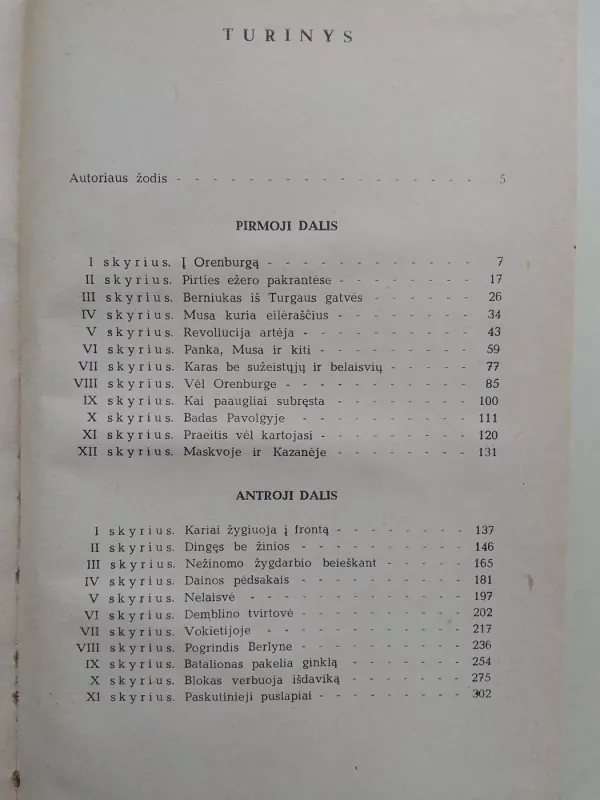 TURINYS
Autoriaus žodis - - - - - - - - - - - - - - - - - 5
PIRMOJI DALIS
I skyrius. Į Orenburgą - - - - - - - - - - - - 7
II skyrius. Pirties ežero pakrantėse - - - - - - - - 17
III skyrius. Berniukas iš Turgaus gatvės - - - - - - - 26
IV skyrius. Musa kuria eilėraščius - - - - - - - - 34
V skyrius. Revoliucija artėja - - - - - - - - - - 43
VI skyrius. Panka, Musa ir kiti - - - - - - - - - 59
VII skyrius. Karas be sužeistųjų ir belaisvių - - - - - 77
VIII skyrius. Vėl Orenburge - - - - - - - - - - - 85
IX skyrius. Kai paaugliai subręsta - - - - - - - - 100
X skyrius. Badas Pavolgyje - - - - - - - - - - 111
XI skyrius. Praeitis vėl kartojasi - - - - - - - - - 120
XII skyrius. Maskvoje ir Kazanėje - - - - - - - - 131
ANTROJI DALIS
I skyrius. Kariai žygiuoja į frontą - - - - - - - - 137
II skyrius. Dingęs be žinios - - - - - - - - - - 146
III skyrius. Nežinomo žygdarbio beieškant - - - - - - 165
IV skyrius. Dainos pėdsakais - - - - - - - - - - 181
V skyrius. Nelaisvė - - - - - - - - - - - - 197
VI skyrius. Demblino tvirtovė - - - - - - - - - 202
VII skyrius. Vokietijoje - - - - - - - - - - - - 217
VIII skyrius. Pogrindis Berlyne - - - - - - - - - - 236
IX skyrius. Batalionas pakelia ginklą - - - - - - - 254
X skyrius. Blokas verbuoja išdaviką - - - - - - - 275
XI skyrius. Paskutinieji puslapiai - - - - - - - - 302